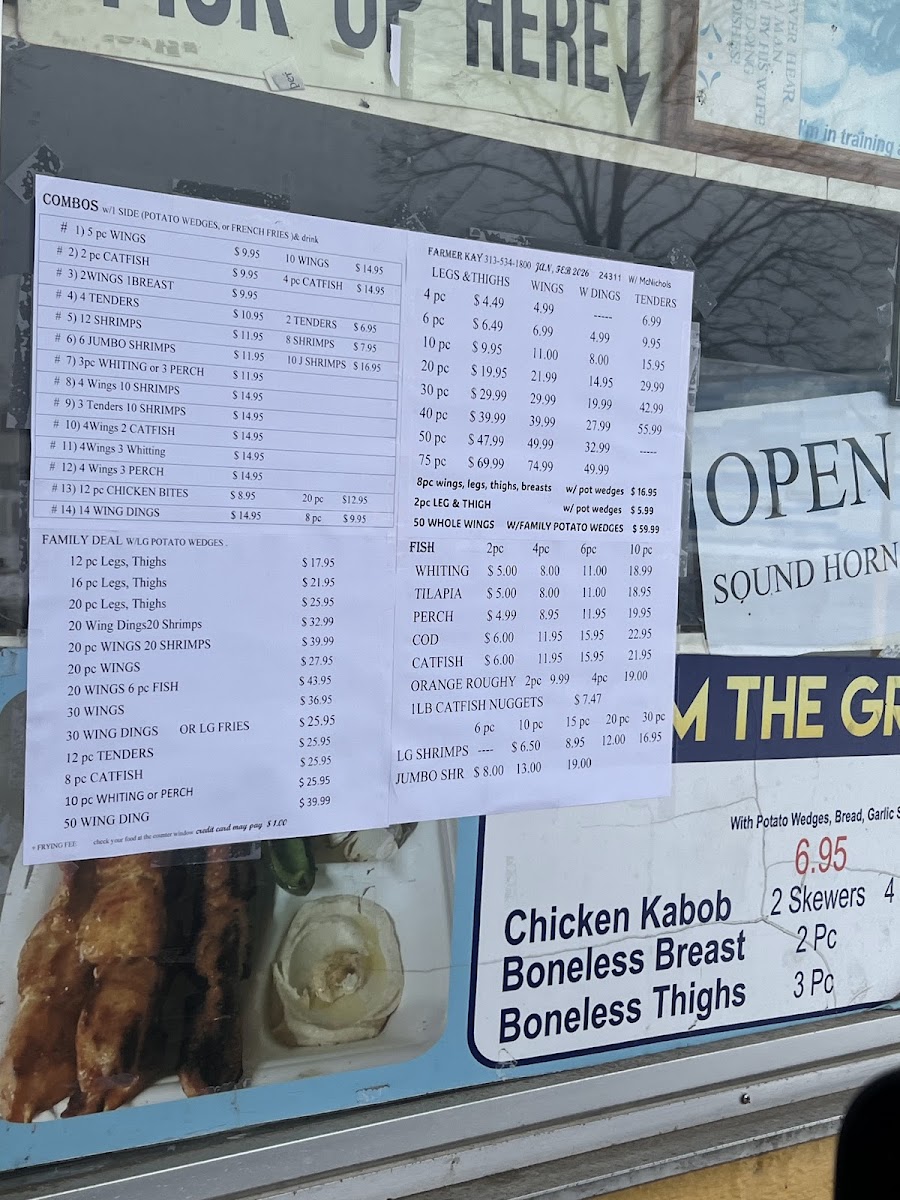 PICK UP HERE
EVER HEAR
A MAN
T BY HIS WIFE
E DARING
DISHES!
I'm in training a
COMBOS w/1 SIDE (POTATO WEDGES, or FRENCH FRIES )& drink
# 1) 5 pc WINGS $ 9.95 10 WINGS $ 14.95
# 2) 2 pc CATFISH $ 9.95 4 pc CATFISH $ 14.95
# 3) 2WINGS 1BREAST $ 9.95
# 4) 4 TENDERS $ 10.95 2 TENDERS $ 6.95
# 5) 12 SHRIMPS $ 11.95 8 SHRIMPS $ 7.95
# 6) 6 JUMBO SHRIMPS $ 11.95 10 J SHRIMPS $ 16.95
# 7) 3pc WHITING or 3 PERCH $ 11.95
# 8) 4 Wings 10 SHRIMPS $ 14.95
# 9) 3 Tenders 10 SHRIMPS $ 14.95
# 10) 4Wings 2 CATFISH $ 14.95
# 11) 4Wings 3 Whitting $ 14.95
# 12) 4 Wings 3 PERCH $ 14.95
# 13) 12 pc CHICKEN BITES $ 8.95 20 pc $12.95
# 14) 14 WING DINGS $ 14.95 8 pc $ 9.95
FAMILY DEAL W/LG POTATO WEDGES .
12 pc Legs, Thighs $ 17.95
16 pc Legs, Thighs $ 21.95
20 pc Legs, Thighs $ 25.95
20 Wing Dings20 Shrimps $ 32.99
20 pc WINGS 20 SHRIMPS $ 39.99
20 pc WINGS $ 27.95
20 WINGS 6 pc FISH $ 43.95
30 WINGS $ 36.95
30 WING DINGS OR LG FRIES $ 25.95
12 pc TENDERS $ 25.95
8 pc CATFISH $ 25.95
10 pc WHITING or PERCH $ 25.95
50 WING DING $ 39.99
+ FRYING FEE check your food at the counter window credit card may pay $ 1.00
FARMER KAY 313-534-1800 JAN, FEB 2026 24311 W/ McNichols
LEGS &THIGHS WINGS W DINGS TENDERS
4 pc $ 4.49 4.99 ----- 6.99
6 pc $ 6.49 6.99 4.99 9.95
10 pc $ 9.95 11.00 8.00 15.95
20 pc $ 19.95 21.99 14.95 29.99
30 pc $ 29.99 29.99 19.99 42.99
40 pc $ 39.99 39.99 27.99 55.99
50 pc $ 47.99 49.99 32.99 -----
75 pc $ 69.99 74.99 49.99
8pc wings, legs, thighs, breasts w/ pot wedges $ 16.95
2pc LEG & THIGH w/ pot wedges $ 5.99
50 WHOLE WINGS W/FAMILY POTATO WEDGES $ 59.99
FISH 2pc 4pc 6pc 10 pc
WHITING $ 5.00 8.00 11.00 18.99
TILAPIA $ 5.00 8.00 11.00 18.95
PERCH $ 4.99 8.95 11.95 19.95
COD $ 6.00 11.95 15.95 22.95
CATFISH $ 6.00 11.95 15.95 21.95
ORANGE ROUGHY 2pc 9.99 4pc 19.00
1LB CATFISH NUGGETS $ 7.47
6 pc 10 pc 15 pc 20 pc 30 pc
LG SHRIMPS ---- $ 6.50 8.95 12.00 16.95
JUMBO SHR $ 8.00 13.00 19.00
OPEN
SOUND HORN
M THE GR
With Potato Wedges, Bread, Garlic S
6.95
Chicken Kabob 2 Skewers 4
Boneless Breast 2 Pc
Boneless Thighs 3 Pc